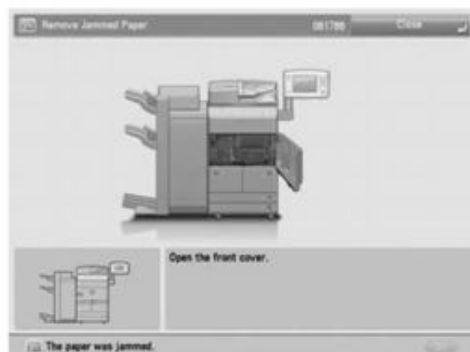 Remove Jammed Paper
Close
Open the front cover.
The paper was jammed.